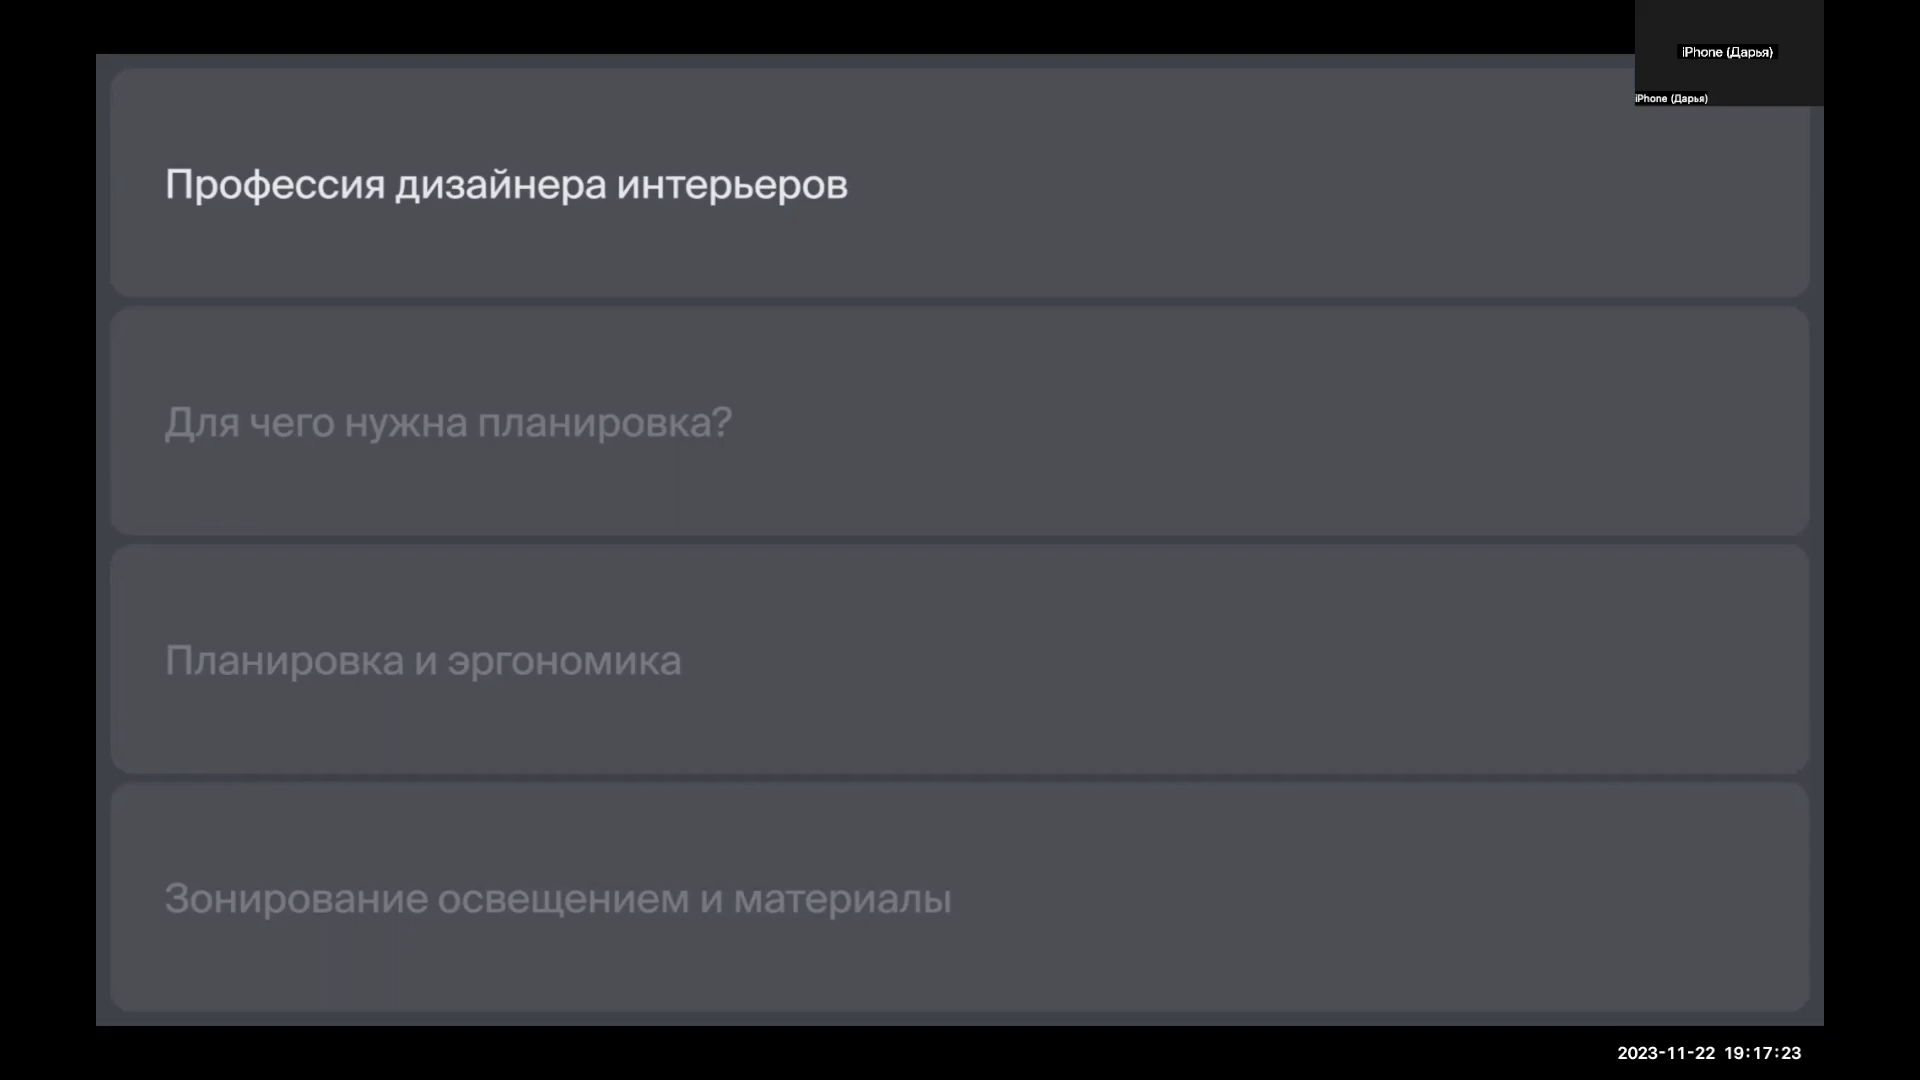 iPhone (Дарья)
iPhone (Дарья)
Профессия дизайнера интерьеров
Для чего нужна планировка?
Планировка и эргономика
Зонирование освещением и материалы
2023-11-22 19:17:23